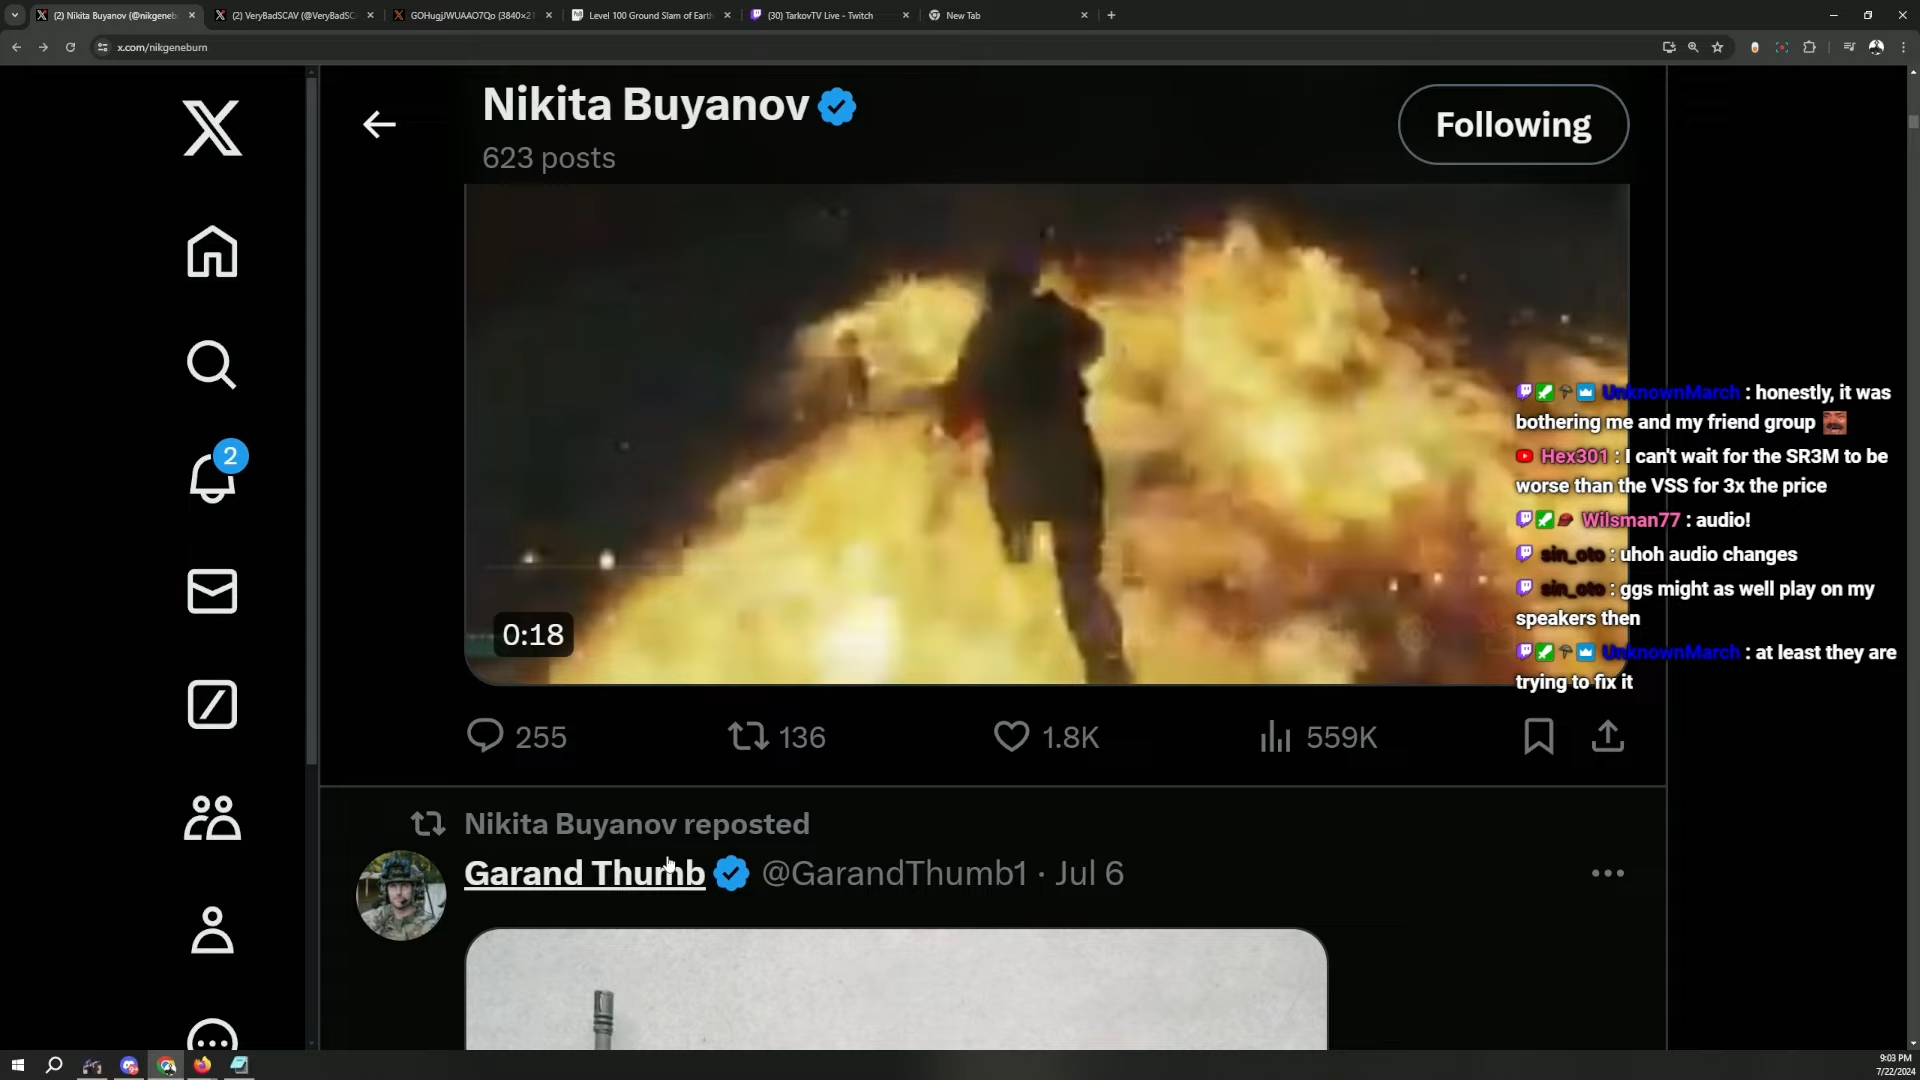 (2) Nikita Buyanov (@nikgeneb
(2) VeryBadSCAV (@VeryBadSC
GOHugjJWUAAO7Qo (3840×21
Level 100 Ground Slam of Earth
(30) TarkovTV Live - Twitch
New Tab
x.com/nikgeneburn
Nikita Buyanov
623 posts
Following
2
0:18
255
136
1.8K
559K
Nikita Buyanov reposted
Garand Thumb @GarandThumb1 · Jul 6
UnknownMarch : honestly, it was
bothering me and my friend group
Hex301 : I can't wait for the SR3M to be
worse than the VSS for 3x the price
Wilsman77 : audio!
sin_oto : uhoh audio changes
sin_oto : ggs might as well play on my
speakers then
UnknownMarch : at least they are
trying to fix it
9:03 PM
7/22/2024